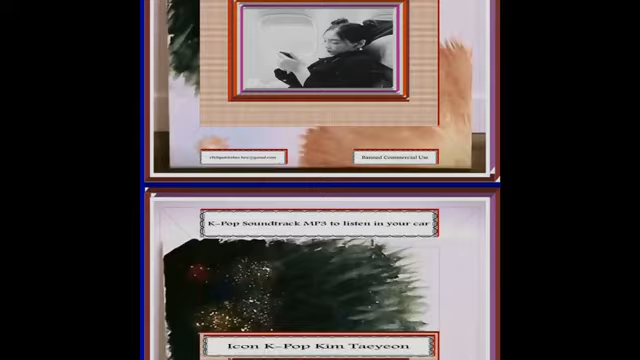 Banned Commercial Use
K-Pop Soundtrack MP3 to listen in your car
Icon K-Pop Kim Taeyeon